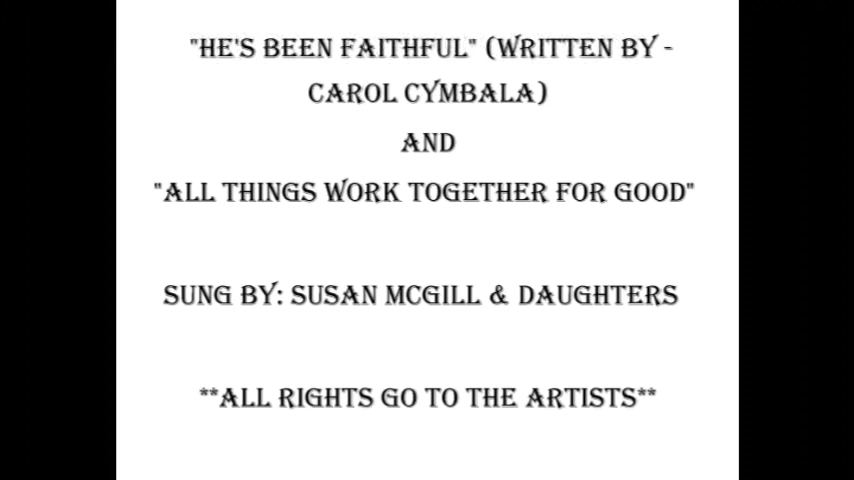 "HE'S BEEN FAITHFUL" (WRITTEN BY -
CAROL CYMBALA)
AND
"ALL THINGS WORK TOGETHER FOR GOOD"
SUNG BY: SUSAN MCGILL & DAUGHTERS
**ALL RIGHTS GO TO THE ARTISTS**